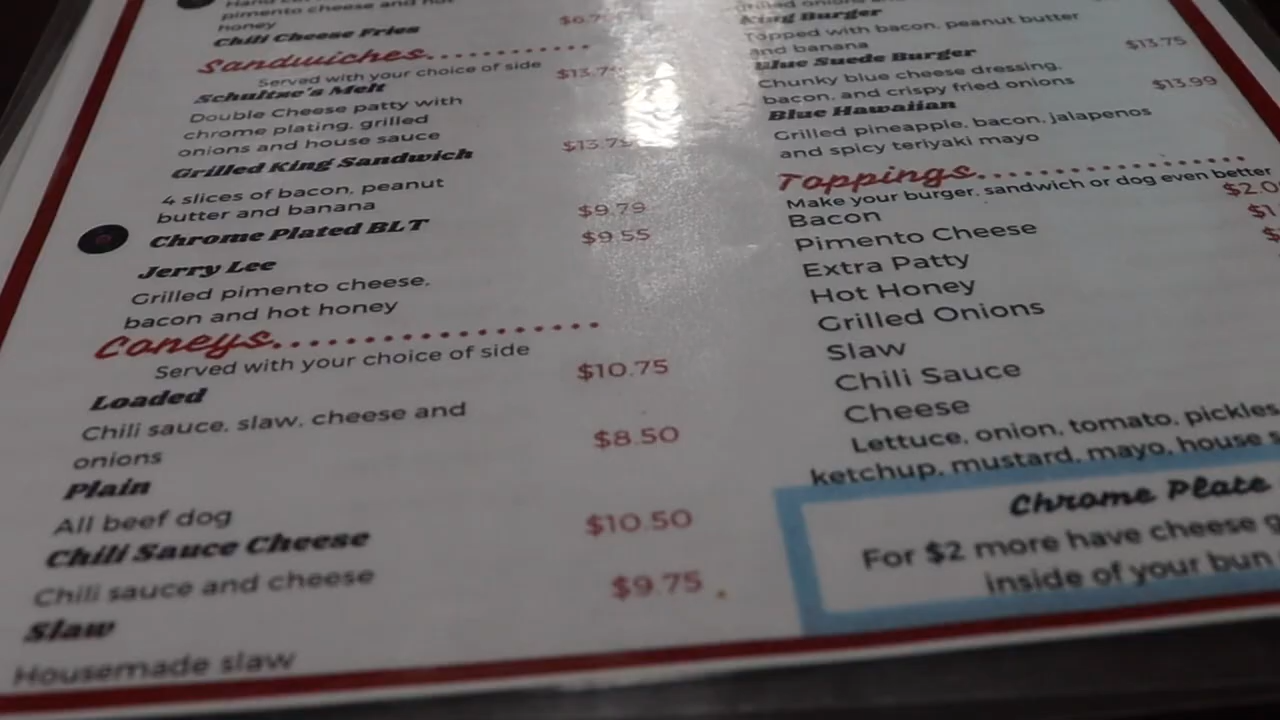 pimento cheese and hot
honey
Chili Cheese Fries
Sandwiches
Served with your choice of side
Schultze's Melt
Double Cheese patty with
chrome plating, grilled
onions and house sauce
Grilled King Sandwich
$13.75
4 slices of bacon, peanut
butter and banana
$9.79
Chrome Plated BLT
$9.55
Jerry Lee
Grilled pimento cheese,
bacon and hot honey
Coneys
Served with your choice of side
$10.75
Loaded
Chili sauce, slaw, cheese and
onions
$8.50
Plain
All beef dog
$10.50
Chili Sauce Cheese
Chili sauce and cheese
$9.75
Slaw
Housemade slaw
King Burger
Topped with bacon, peanut butter
and banana
$13.75
Blue Suede Burger
Chunky blue cheese dressing,
bacon, and crispy fried onions
$13.99
Blue Hawaiian
Grilled pineapple, bacon, jalapenos
and spicy teriyaki mayo
Toppings
Make your burger, sandwich or dog even better
Bacon
Pimento Cheese
Extra Patty
Hot Honey
Grilled Onions
Slaw
Chili Sauce
Cheese
Lettuce, onion, tomato, pickles
ketchup, mustard, mayo, house
Chrome Plate
For $2 more have cheese
inside of your bun